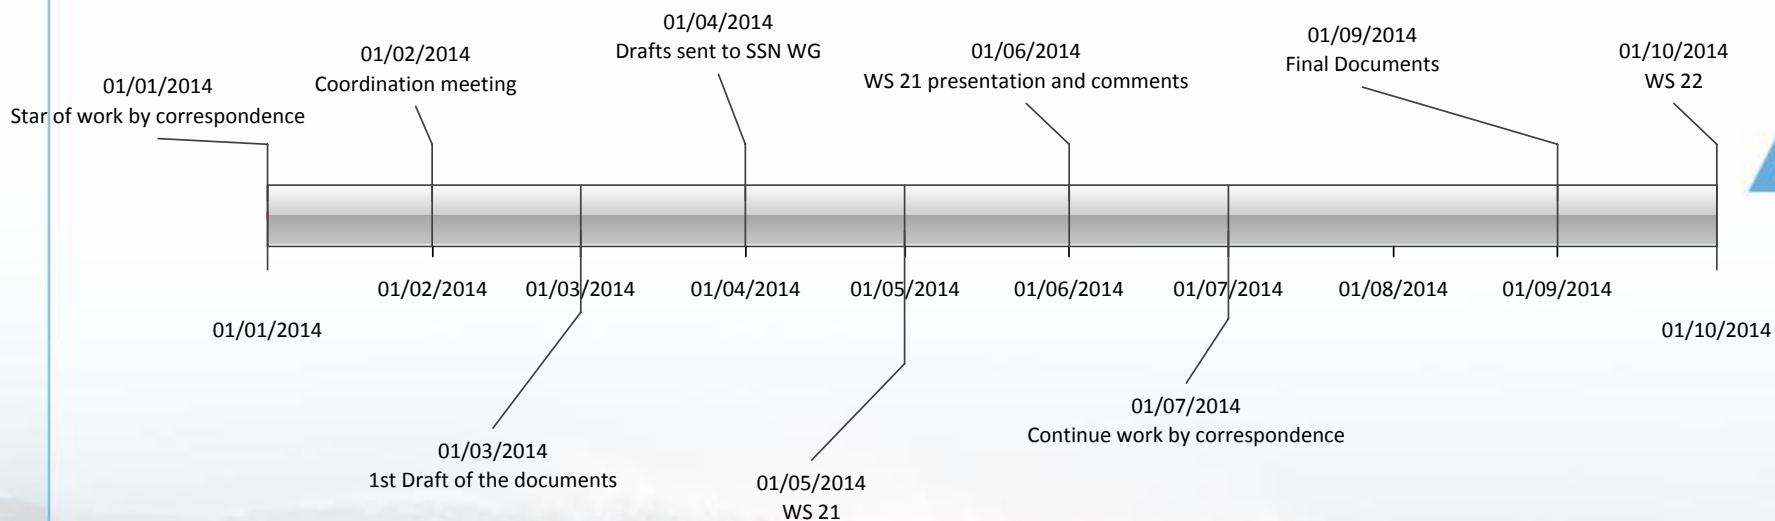 01/04/2014
Drafts sent to SSN WG
01/09/2014
Final Documents
01/02/2014
Coordination meeting
01/06/2014
WS 21 presentation and comments
01/10/2014
WS 22
01/01/2014
Star of work by correspondence
01/02/2014
01/03/2014
01/04/2014
01/05/2014
01/06/2014
01/07/2014
01/08/2014
01/09/2014
01/01/2014
01/10/2014
01/07/2014
Continue work by correspondence
01/03/2014
1st Draft of the documents
01/05/2014
WS 21